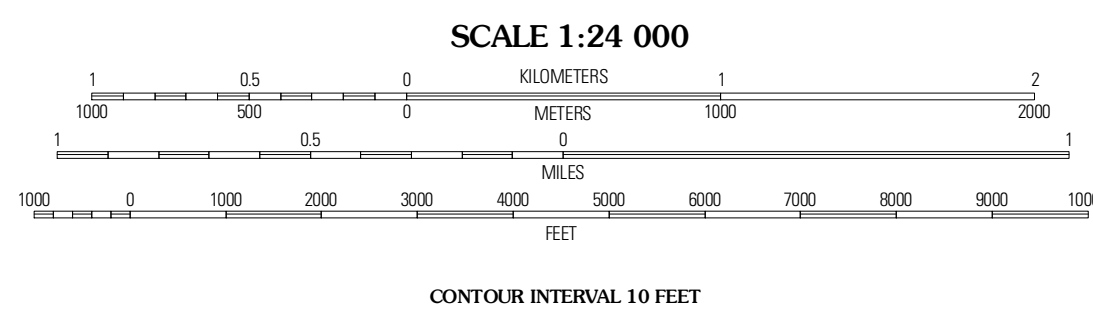 SCALE 1:24 000
KILOMETERS
1 0.5 0 1 2
1000 500 0 METERS 1000 2000
1 0.5 0 1
MILES
1000 0 1000 2000 3000 4000 5000 6000 7000 8000 9000
FEET
CONTOUR INTERVAL 10 FEET